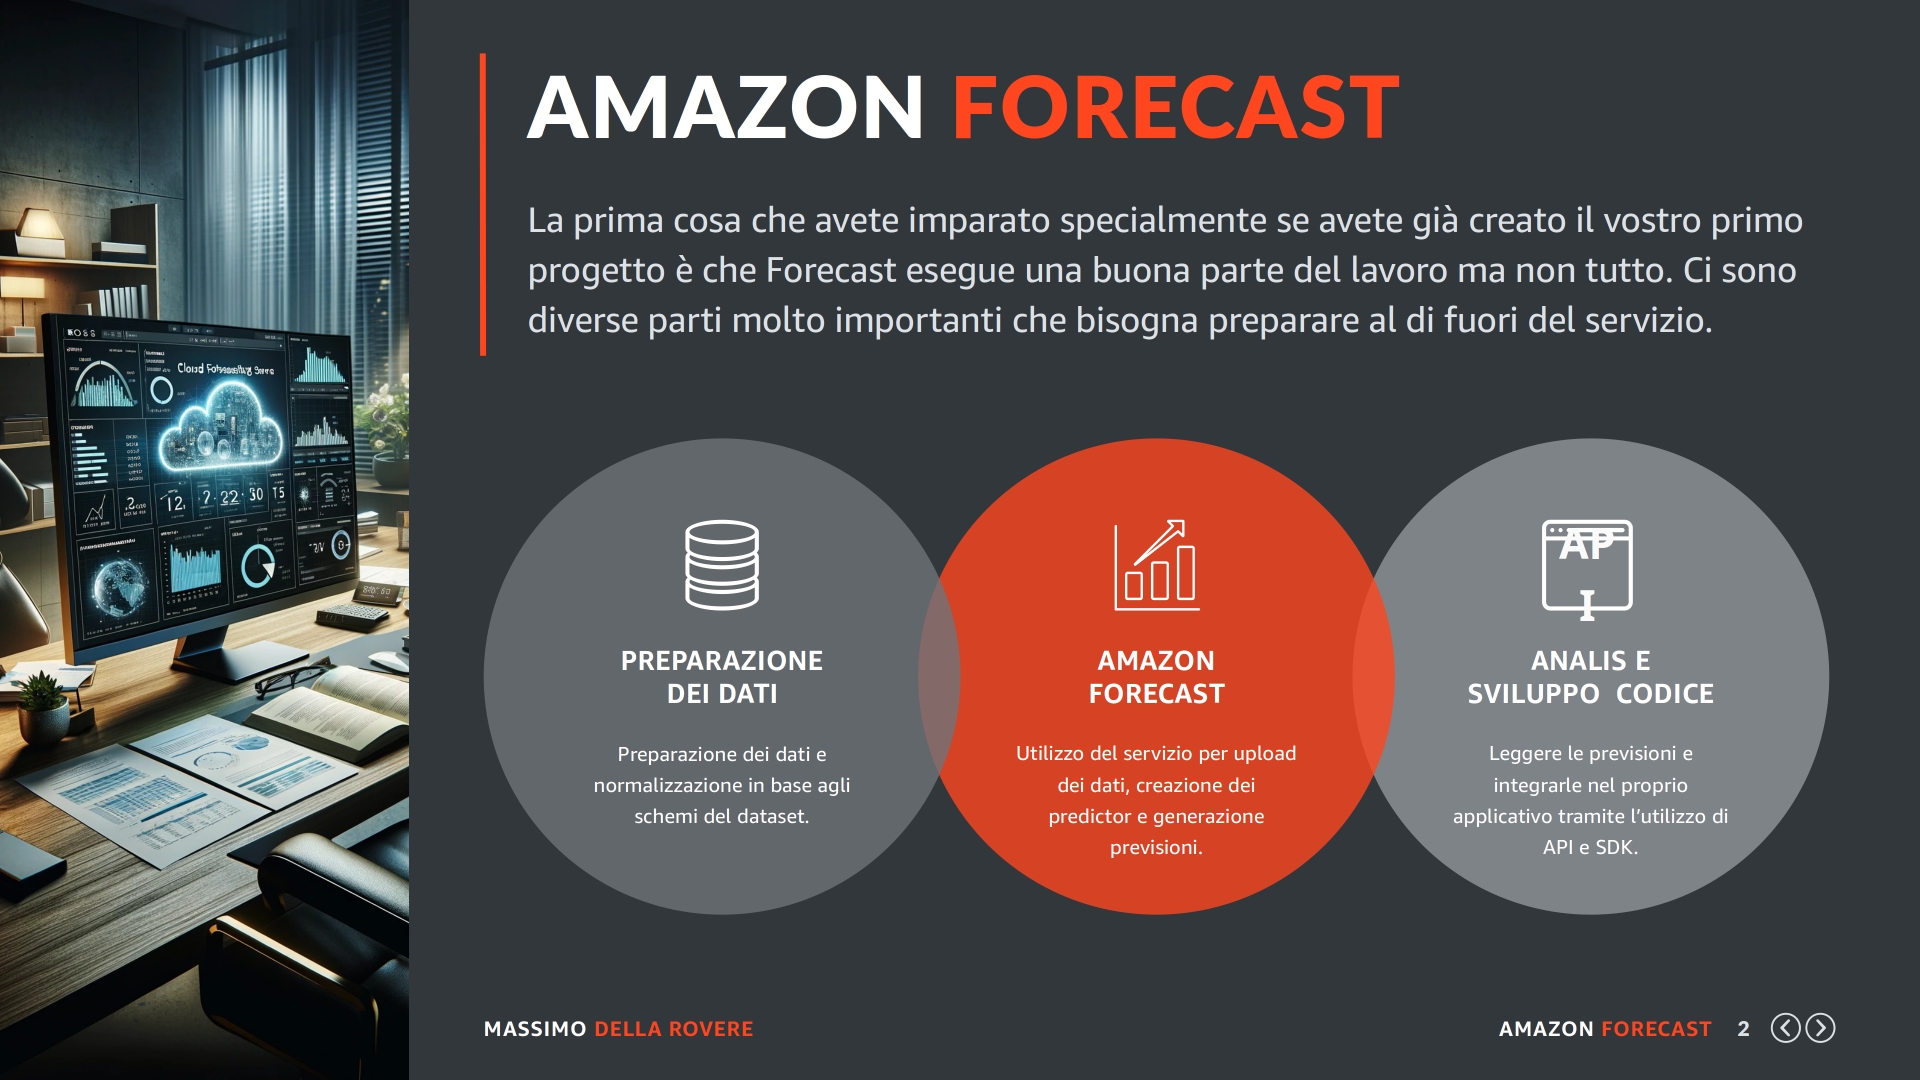 AMAZON FORECAST
La prima cosa che avete imparato specialmente se avete già creato il vostro primo
progetto è che Forecast esegue una buona parte del lavoro ma non tutto. Ci sono
diverse parti molto importanti che bisogna preparare al di fuori del servizio.
PREPARAZIONE
DEI DATI
Preparazione dei dati e
normalizzazione in base agli
schemi del dataset.
AMAZON
FORECAST
Utilizzo del servizio per upload
dei dati, creazione dei
predictor e generazione
previsioni.
AP
I
ANALIS E
SVILUPPO  CODICE
Leggere le previsioni e
integrarle nel proprio
applicativo tramite l’utilizzo di
API e SDK.
MASSIMO DELLA ROVERE
AMAZON FORECAST 2